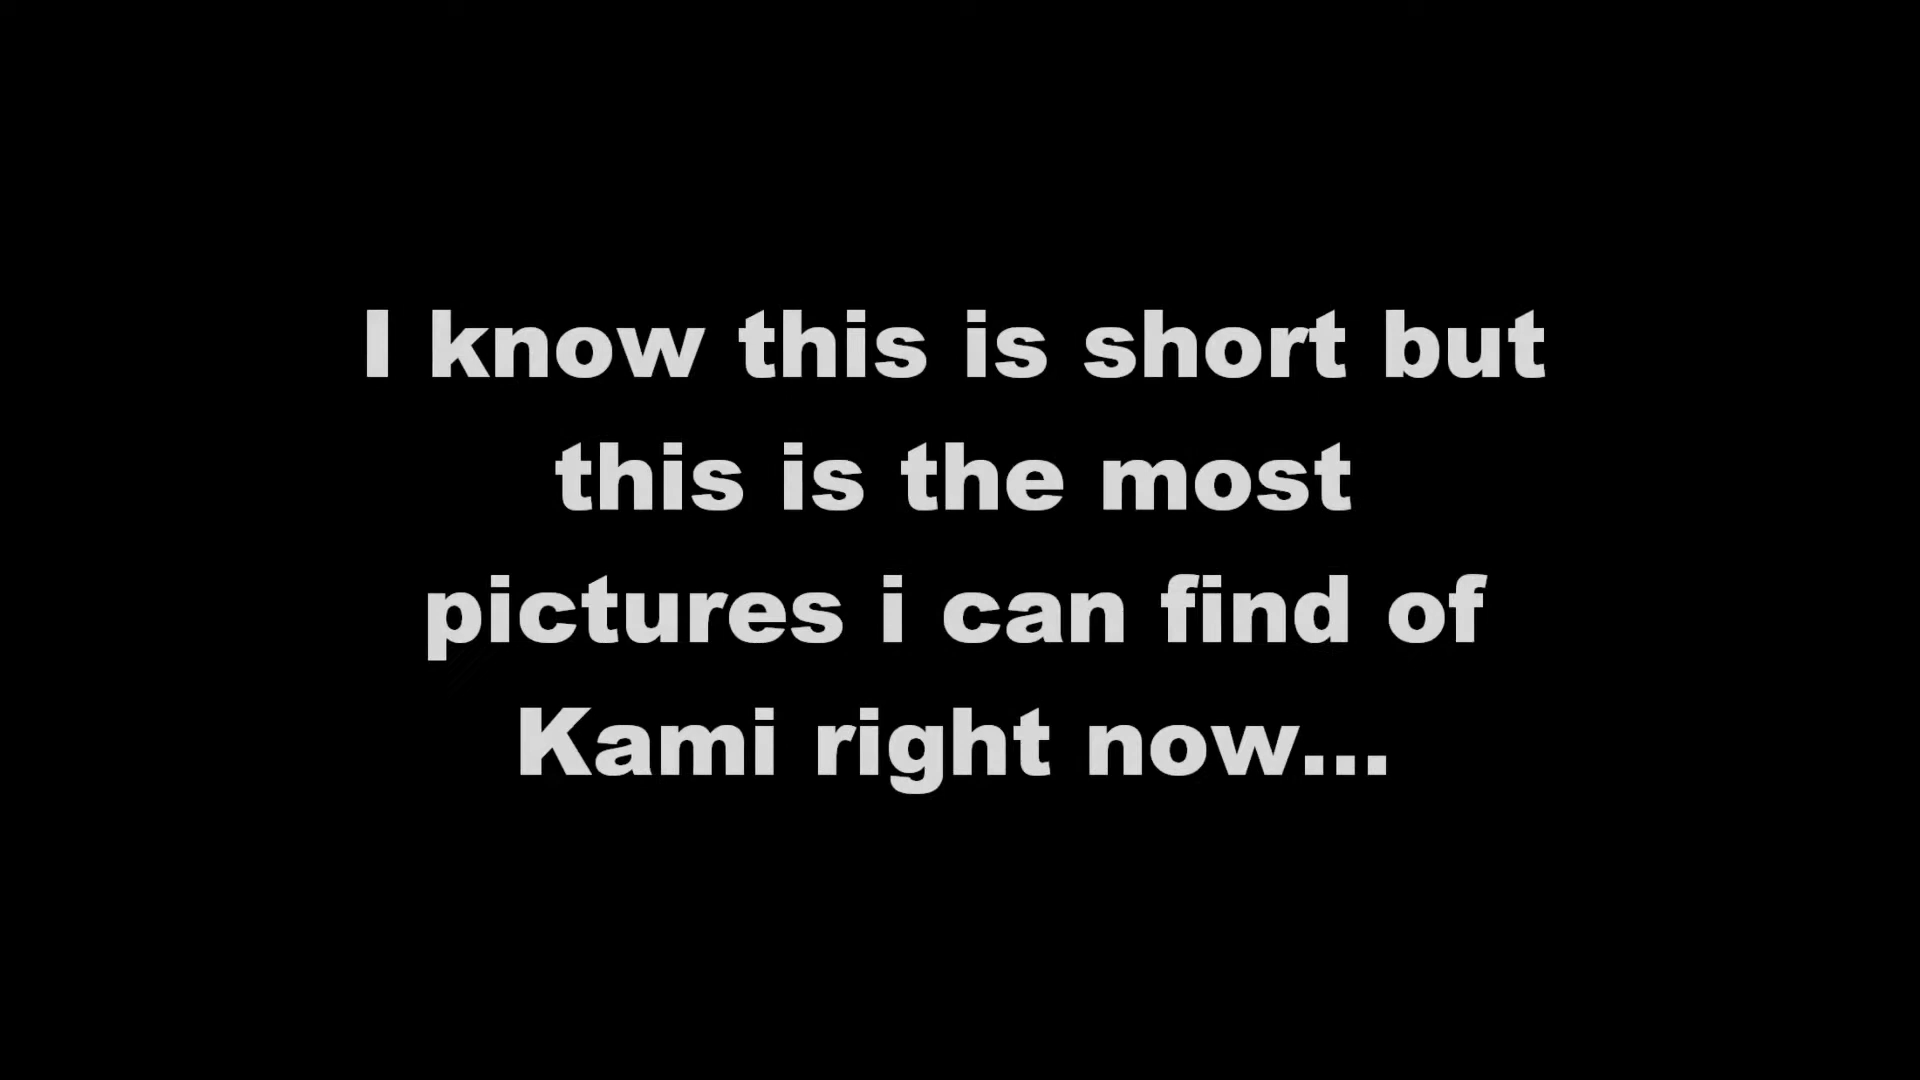 I know this is short but
this is the most
pictures i can find of
Kami right now...